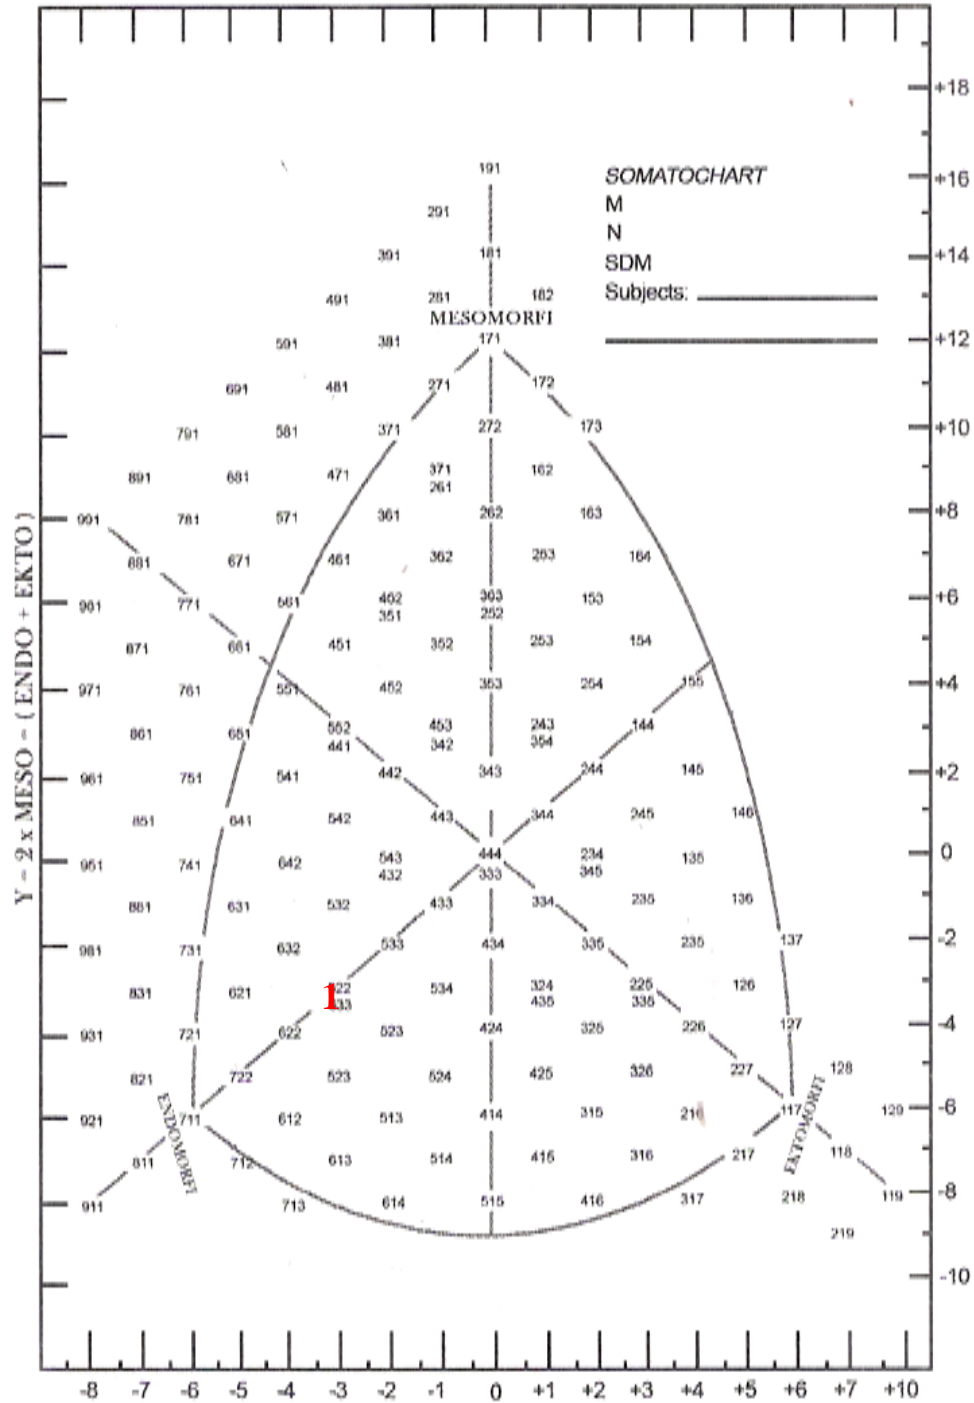 +18
191
SOMATOCHART
+16
M
291
N
391 181 +14
SDM
491 281 182 Subjects:
MESOMORFI
591 381 171 +12
691 481 271 172
791 581 371 272 173 +10
891 681 471 371 162
261
991 781 571 361 262 163 +8
881 671 461 362 263 164
981 771 561 462 363 153 +6
351 252
871 661 451 352 253 154
971 761 551 452 353 254 155 +4
861 651 552 453 243 144
441 342 354
961 751 541 442 343 244 145 +2
851 641 542 443 344 245 146
951 741 642 543 444 234 135 0
432 333 345
881 631 532 433 334 235 136
981 731 632 533 434 335 235 137 -2
831 621 1 534 324 225 126
435 335
931 721 622 523 424 325 226 127 -4
821 722 523 524 425 326 227 128
921 711 612 513 414 315 216 117 129 -6
811 712 613 514 415 316 217 118
911 713 614 515 416 317 218 119 -8
219
-10
ENDOMORFI
EKTOMORFI
Y - 2 x MESO - ( ENDO + EKTO )
-8 -7 -6 -5 -4 -3 -2 -1 0 +1 +2 +3 +4 +5 +6 +7 +10